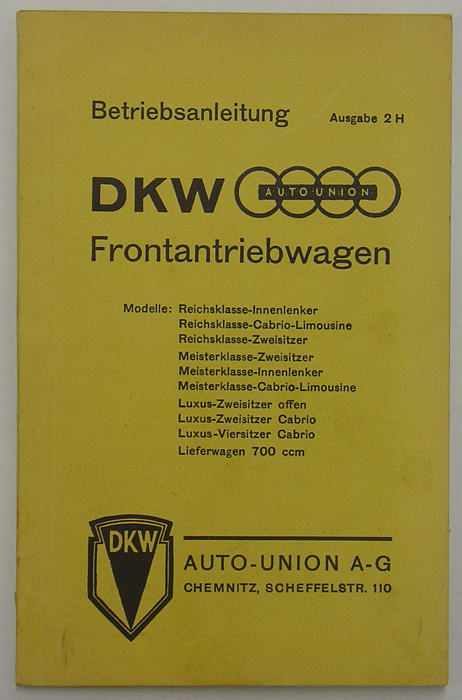 Betriebsanleitung Ausgabe 2 H
DKW AUTO·UNION
Frontantriebwagen
Modelle: Reichsklasse-Innenlenker
Reichsklasse-Cabrio-Limousine
Reichsklasse-Zweisitzer
Meisterklasse-Zweisitzer
Meisterklasse-Innenlenker
Meisterklasse-Cabrio-Limousine
Luxus-Zweisitzer offen
Luxus-Zweisitzer Cabrio
Luxus-Viersitzer Cabrio
Lieferwagen 700 ccm
DKW
AUTO-UNION A-G
CHEMNITZ, SCHEFFELSTR. 110